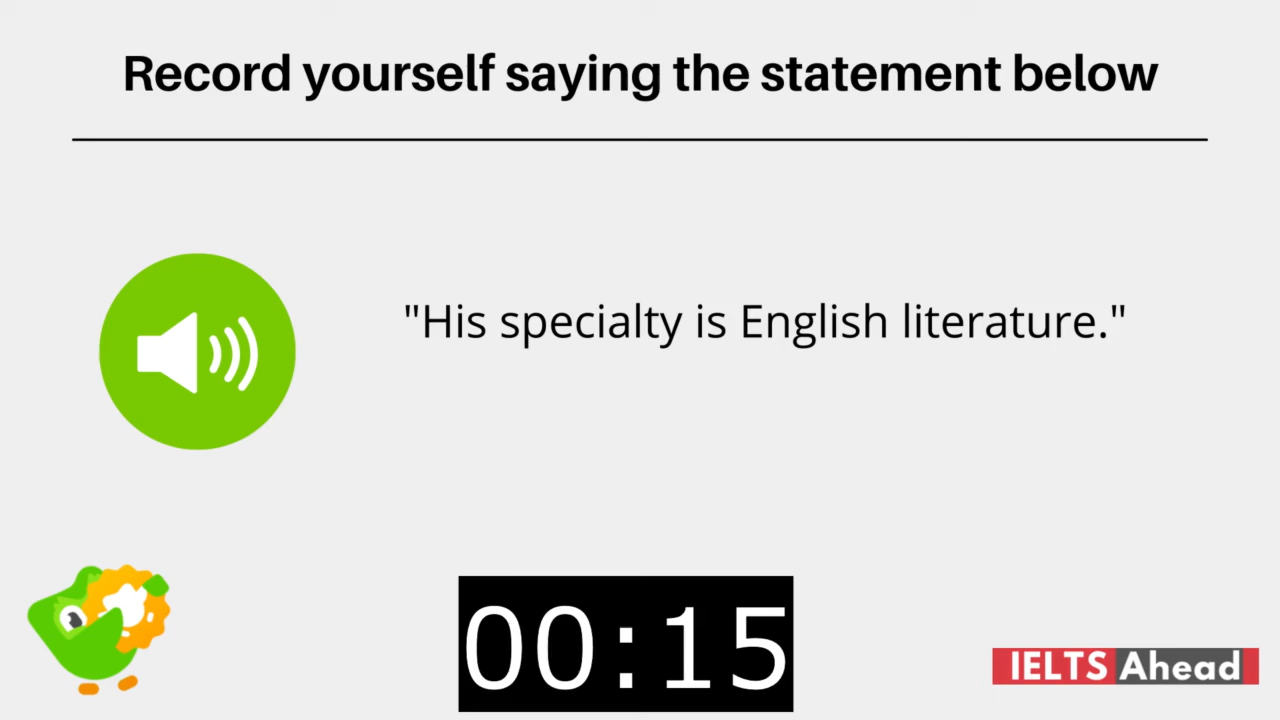 Record yourself saying the statement below
"His specialty is English literature."
00:15
IELTS Ahead